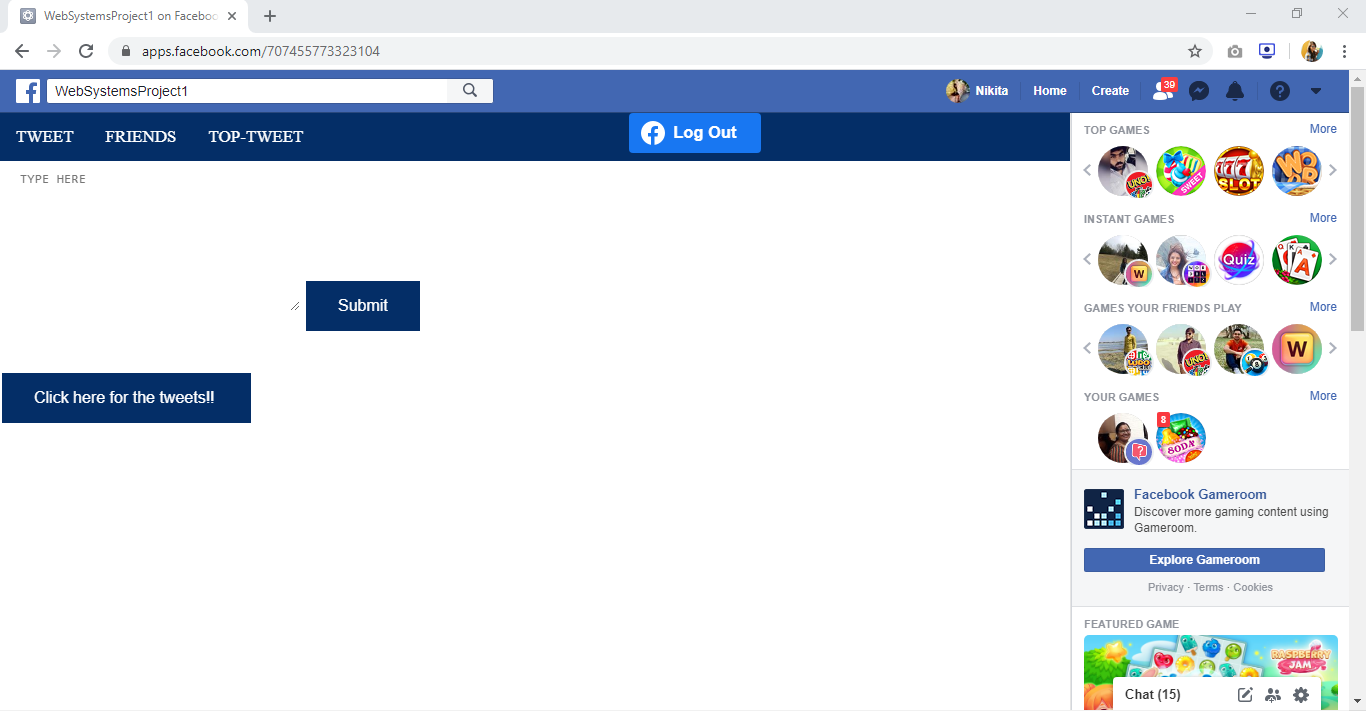 WebSystemsProject1 on Faceboo
apps.facebook.com/707455773323104
WebSystemsProject1
Nikita Home Create 39
TWEET FRIENDS TOP-TWEET
Log Out
TYPE HERE
Submit
Click here for the tweets!!
TOP GAMES More
UNO
SWEET
777 SLOT
WORD
INSTANT GAMES More
W
Quiz
K A
GAMES YOUR FRIENDS PLAY More
LUDO
UNO
8
W
YOUR GAMES More
?
8
SODA
Facebook Gameroom
Discover more gaming content using
Gameroom.
Explore Gameroom
Privacy · Terms · Cookies
FEATURED GAME
RASPBERRY
JAM
Chat (15)